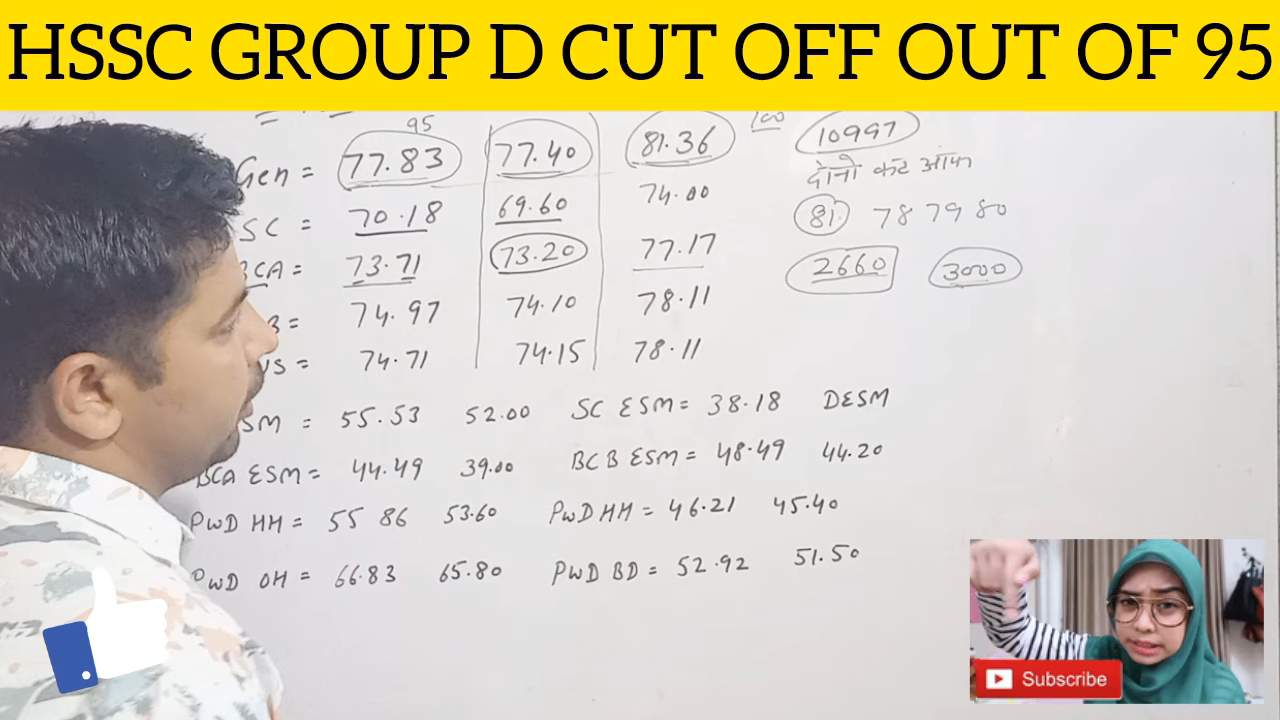 HSSC GROUP D CUT OFF OUT OF 95
95
Gen = 77.83 77.40 81.36 100 10997
दोनो कट ऑफ
SC = 70.18 69.60 74.00 81. 78 79 80
BCA = 73.71 73.20 77.17 2660 3000
B = 74.97 74.10 78.11
WS = 74.71 74.15 78.11
SM = 55.53 52.00 SC ESM = 38.18 DESM
BCA ESM = 44.49 39.00 BCB ESM = 48.49 44.20
PWD HH = 55 86 53.60 PWD HH = 46.21 45.40
PWD OH = 66.83 65.80 PWD BD = 52.92 51.50
Subscribe